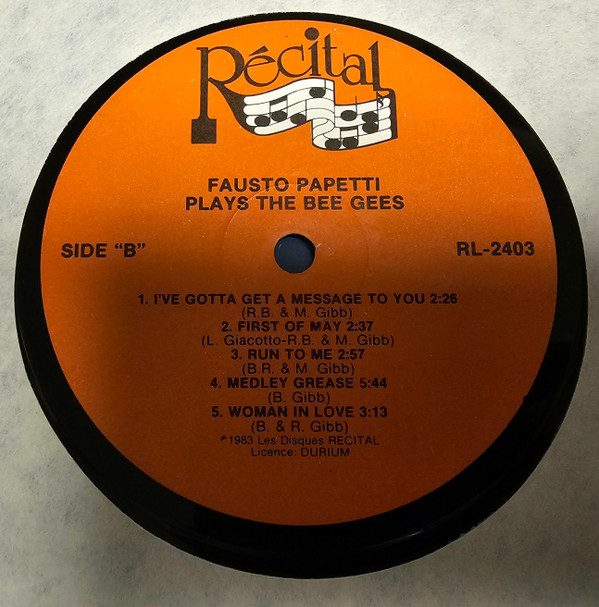 Récital
FAUSTO PAPETTI
PLAYS THE BEE GEES
SIDE "B"
RL-2403
1. I'VE GOTTA GET A MESSAGE TO YOU 2:26
(R.B. & M. Gibb)
2. FIRST OF MAY 2:37
(L. Giacotto-R.B. & M. Gibb)
3. RUN TO ME 2:57
(B.R. & M. Gibb)
4. MEDLEY GREASE 5:44
(B. Gibb)
5. WOMAN IN LOVE 3:13
(B. & R. Gibb)
℗1983 Les Disques RECITAL
Licence: DURIUM